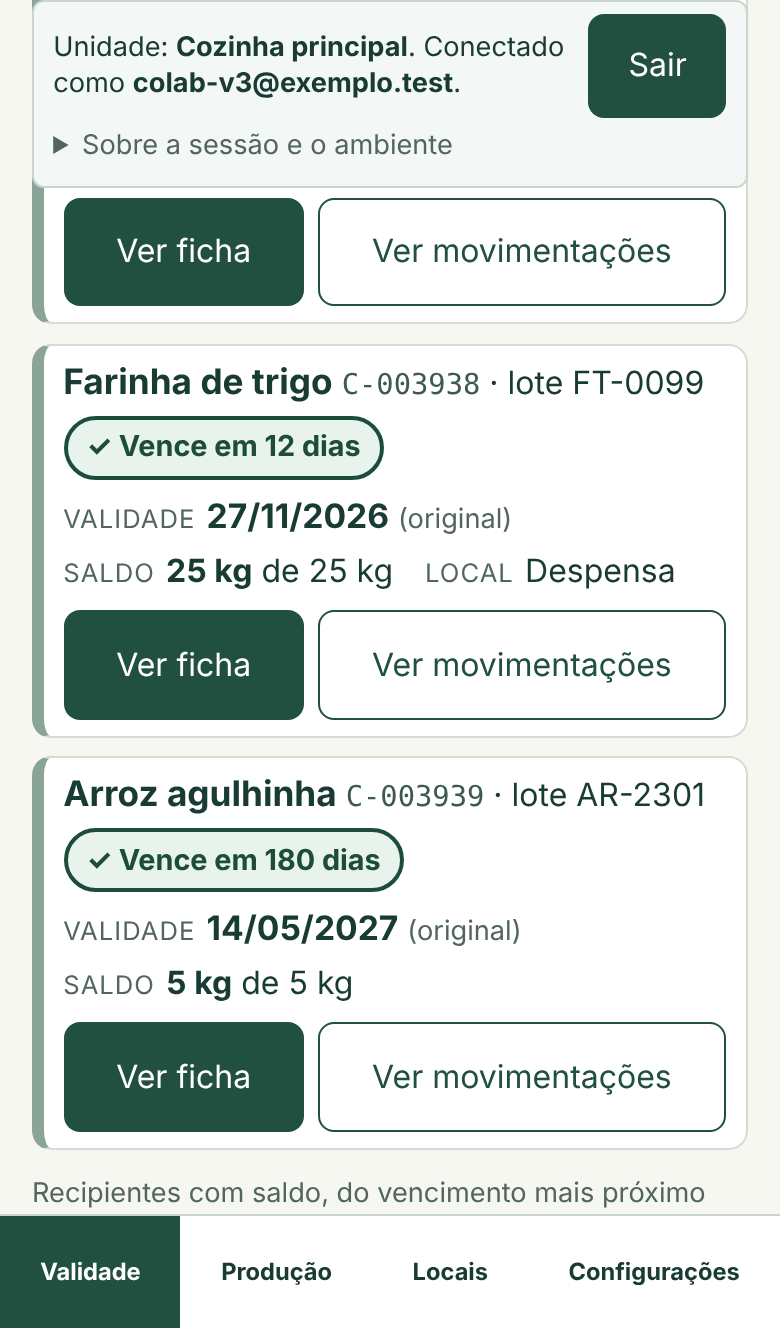 Unidade: Cozinha principal. Conectado
como colab-v3@exemplo.test.
Sair
▶ Sobre a sessão e o ambiente
Ver ficha
Ver movimentações
Farinha de trigo C-003938 · lote FT-0099
✓ Vence em 12 dias
VALIDADE 27/11/2026 (original)
SALDO 25 kg de 25 kg LOCAL Despensa
Ver ficha
Ver movimentações
Arroz agulhinha C-003939 · lote AR-2301
✓ Vence em 180 dias
VALIDADE 14/05/2027 (original)
SALDO 5 kg de 5 kg
Ver ficha
Ver movimentações
Recipientes com saldo, do vencimento mais próximo
Validade
Produção
Locais
Configurações